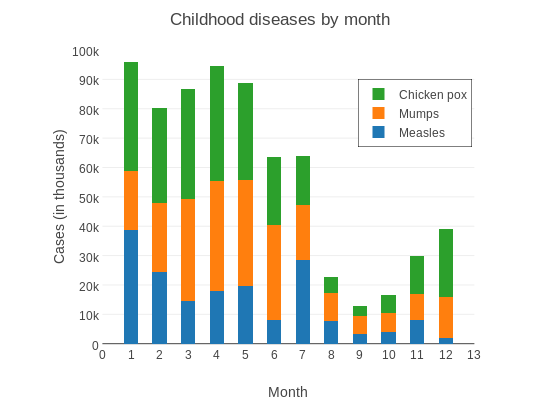 Childhood diseases by month
100k
90k
80k
70k
60k
50k
40k
30k
20k
10k
0
Cases (in thousands)
Chicken pox
Mumps
Measles
0 1 2 3 4 5 6 7 8 9 10 11 12 13
Month